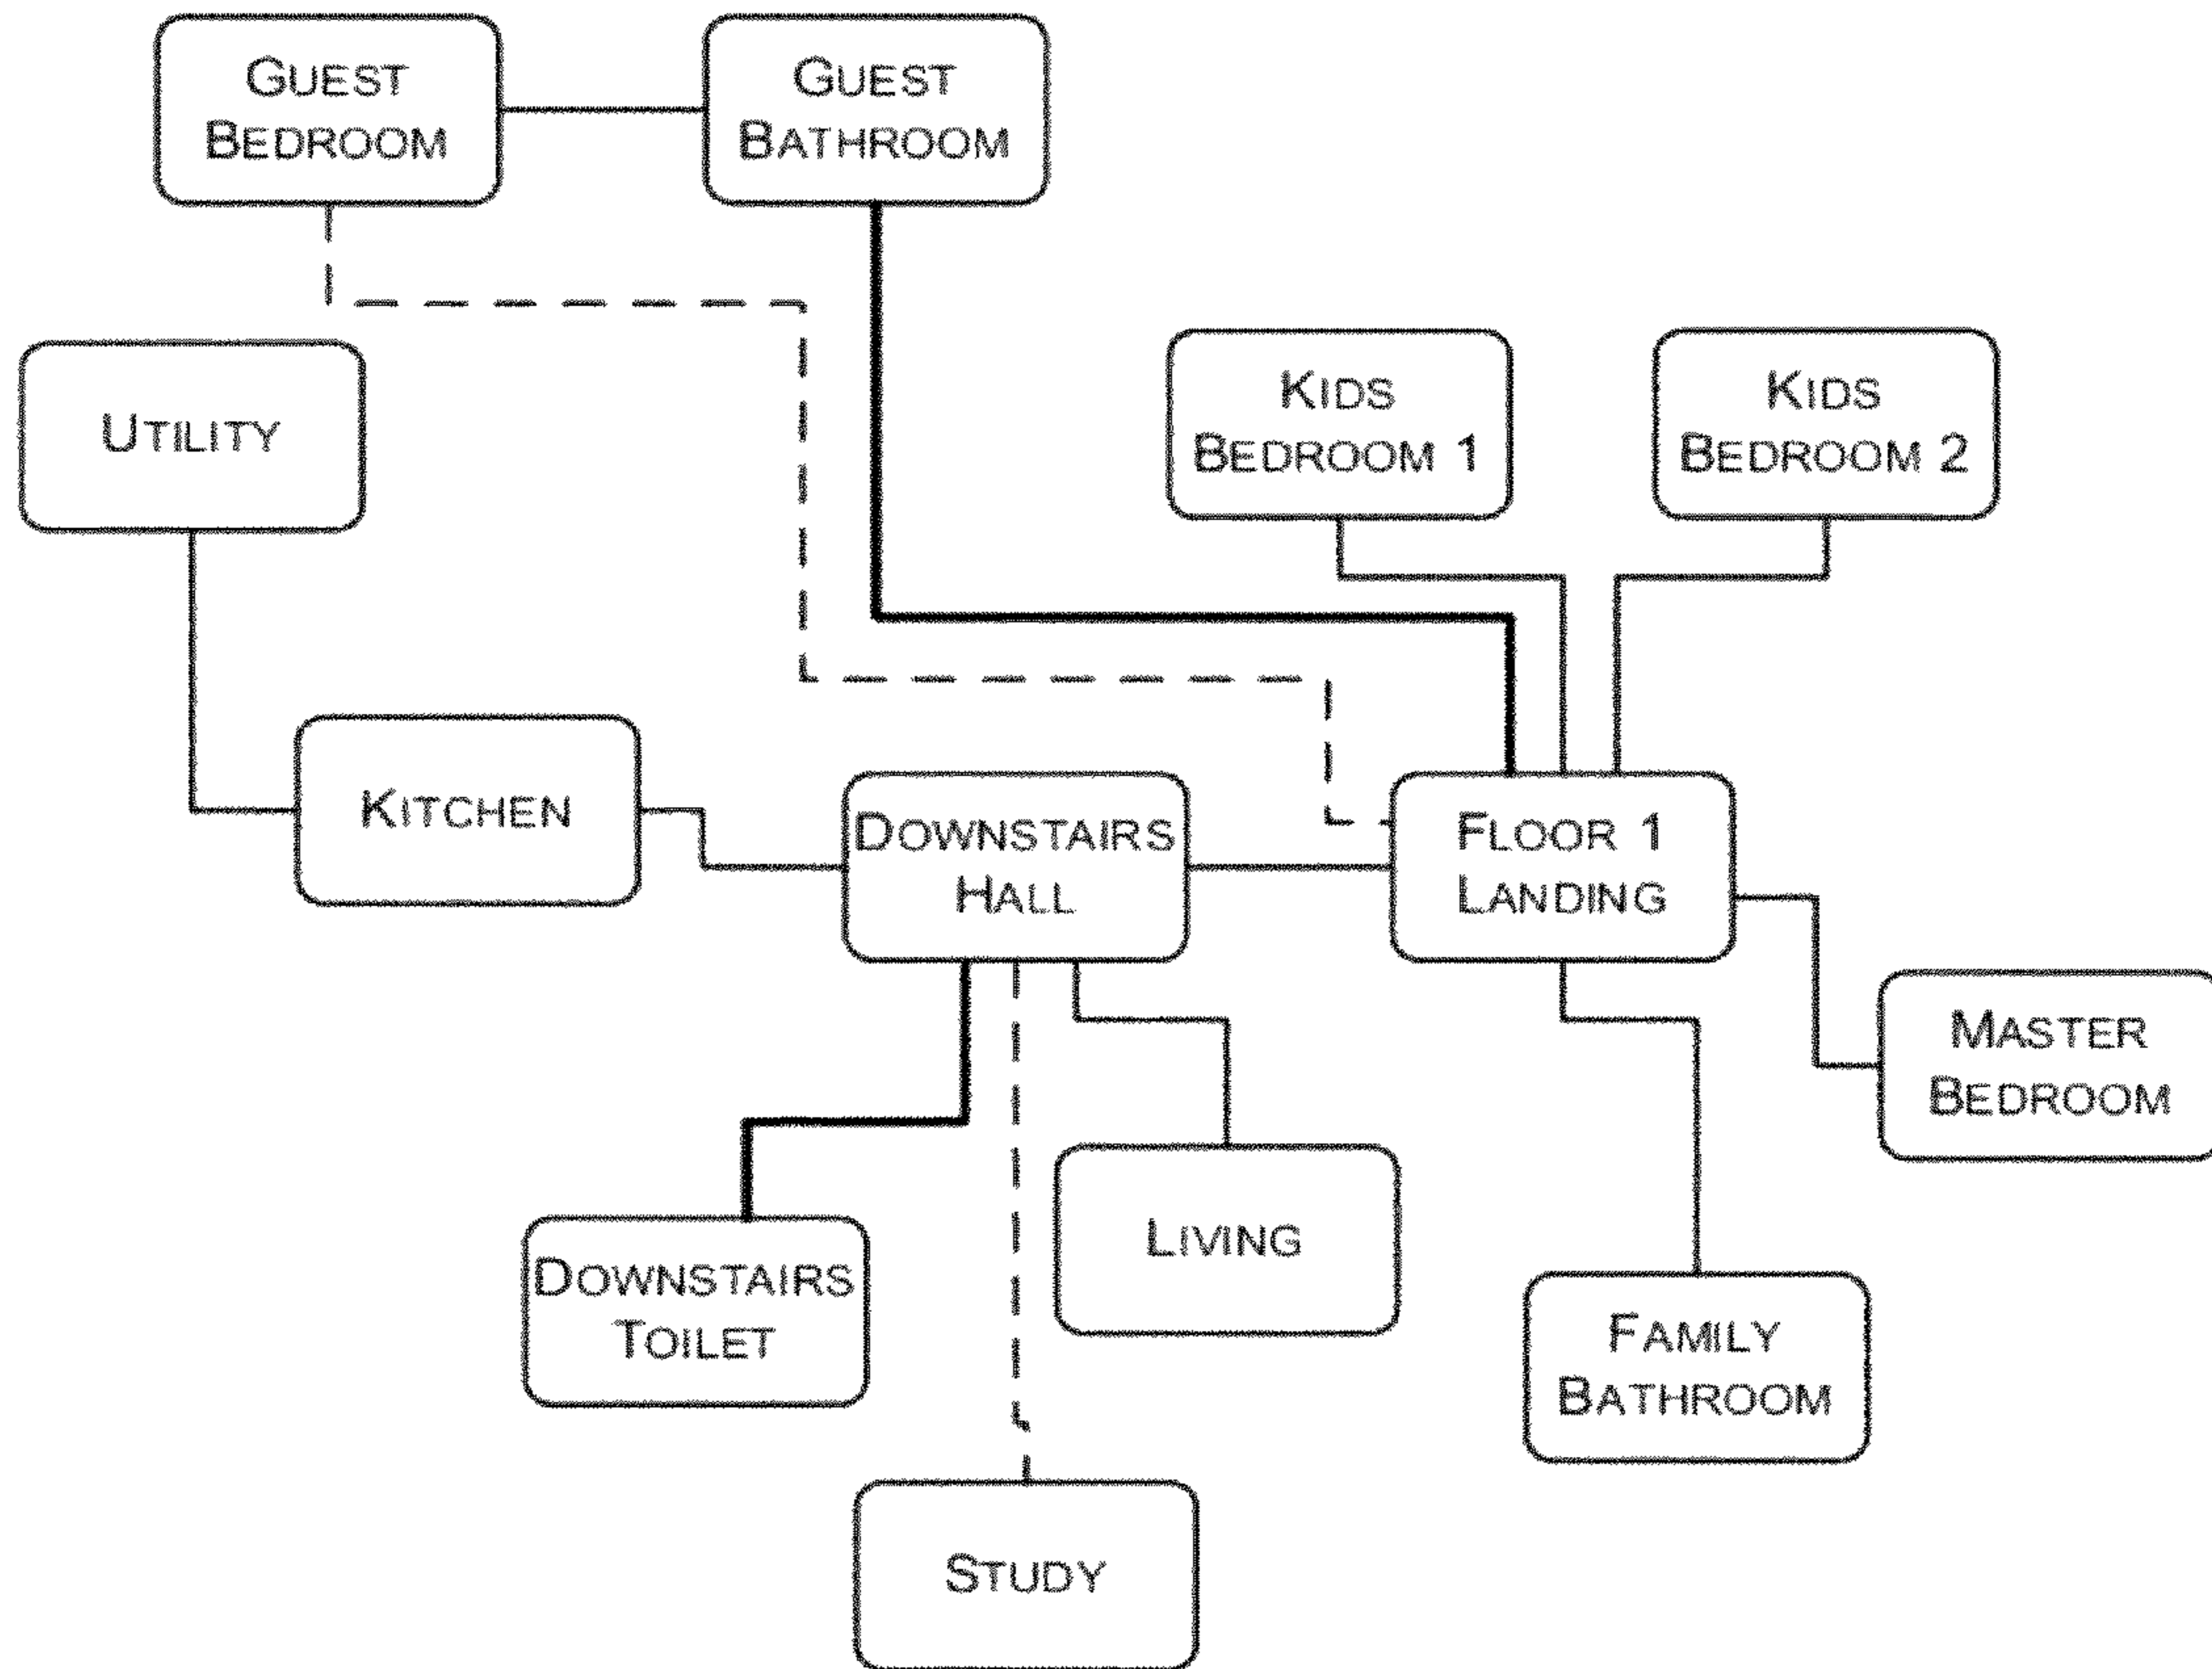 GUEST
BEDROOM
GUEST
BATHROOM
UTILITY
KIDS
BEDROOM 1
KIDS
BEDROOM 2
KITCHEN
DOWNSTAIRS
HALL
FLOOR 1
LANDING
MASTER
BEDROOM
DOWNSTAIRS
TOILET
LIVING
FAMILY
BATHROOM
STUDY